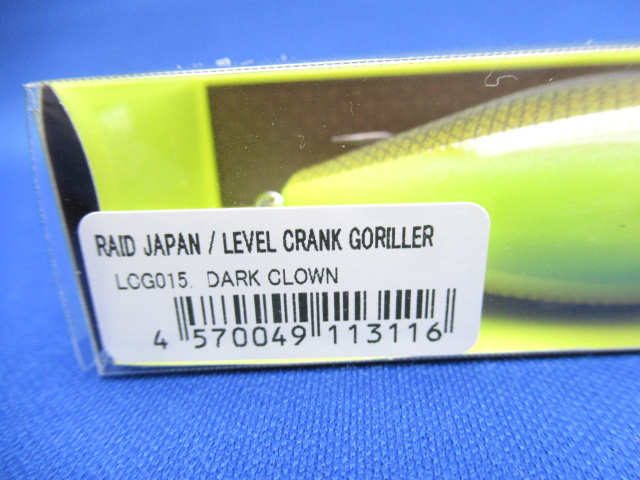 RAID JAPAN / LEVEL CRANK GORILLER
LCG015. DARK CLOWN
4 570049 113116